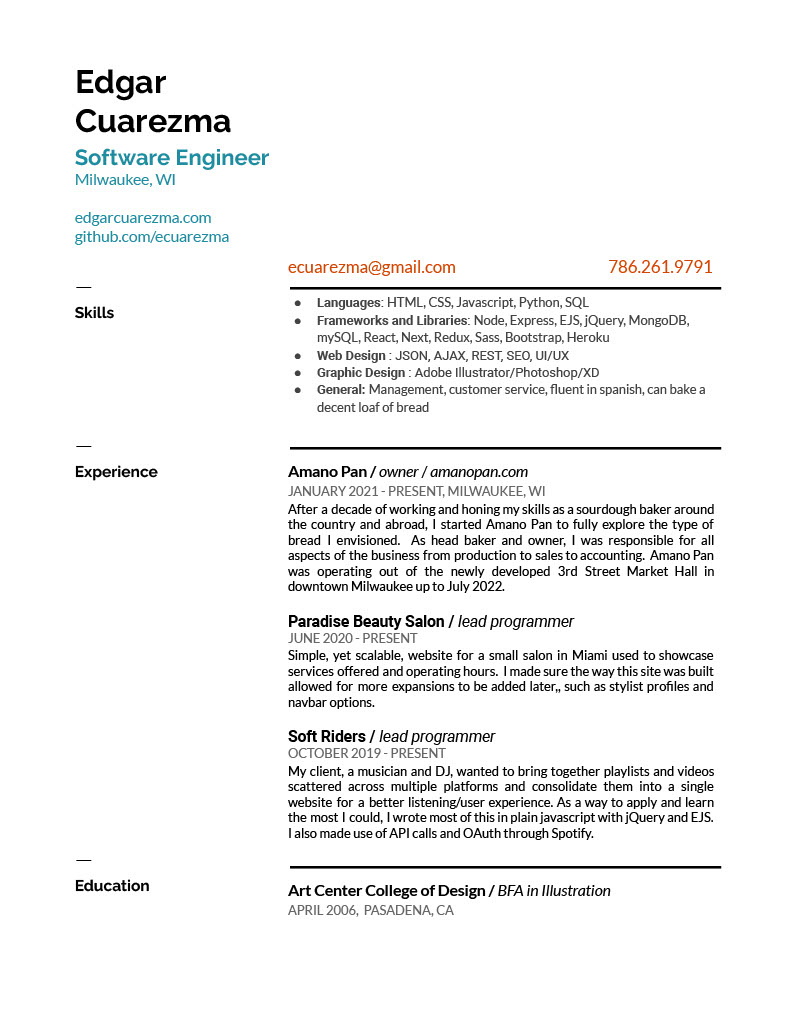 Edgar
Cuarezma
Software Engineer
Milwaukee, WI
edgarcuarezma.com
github.com/ecuarezma
ecuarezma@gmail.com 786.261.9791
Skills
● Languages: HTML, CSS, Javascript, Python, SQL
● Frameworks and Libraries: Node, Express, EJS, jQuery, MongoDB,
mySQL, React, Next, Redux, Sass, Bootstrap, Heroku
● Web Design : JSON, AJAX, REST, SEO, UI/UX
● Graphic Design : Adobe Illustrator/Photoshop/XD
● General: Management, customer service, fluent in spanish, can bake a
decent loaf of bread
Experience
Amano Pan / owner / amanopan.com
JANUARY 2021 - PRESENT, MILWAUKEE, WI
After a decade of working and honing my skills as a sourdough baker around
the country and abroad, I started Amano Pan to fully explore the type of
bread I envisioned. As head baker and owner, I was responsible for all
aspects of the business from production to sales to accounting. Amano Pan
was operating out of the newly developed 3rd Street Market Hall in
downtown Milwaukee up to July 2022.
Paradise Beauty Salon / lead programmer
JUNE 2020 - PRESENT
Simple, yet scalable, website for a small salon in Miami used to showcase
services offered and operating hours. I made sure the way this site was built
allowed for more expansions to be added later,, such as stylist profiles and
navbar options.
Soft Riders / lead programmer
OCTOBER 2019 - PRESENT
My client, a musician and DJ, wanted to bring together playlists and videos
scattered across multiple platforms and consolidate them into a single
website for a better listening/user experience. As a way to apply and learn
the most I could, I wrote most of this in plain javascript with jQuery and EJS.
I also made use of API calls and OAuth through Spotify.
Education
Art Center College of Design / BFA in Illustration
APRIL 2006, PASADENA, CA